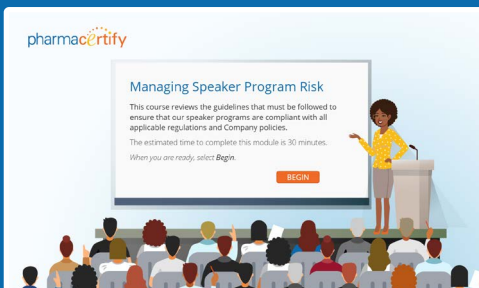 pharmacertify
Managing Speaker Program Risk
This course reviews the guidelines that must be followed to
ensure that our speaker programs are compliant with all
applicable regulations and Company policies.
The estimated time to complete this module is 30 minutes.
When you are ready, select Begin.
BEGIN